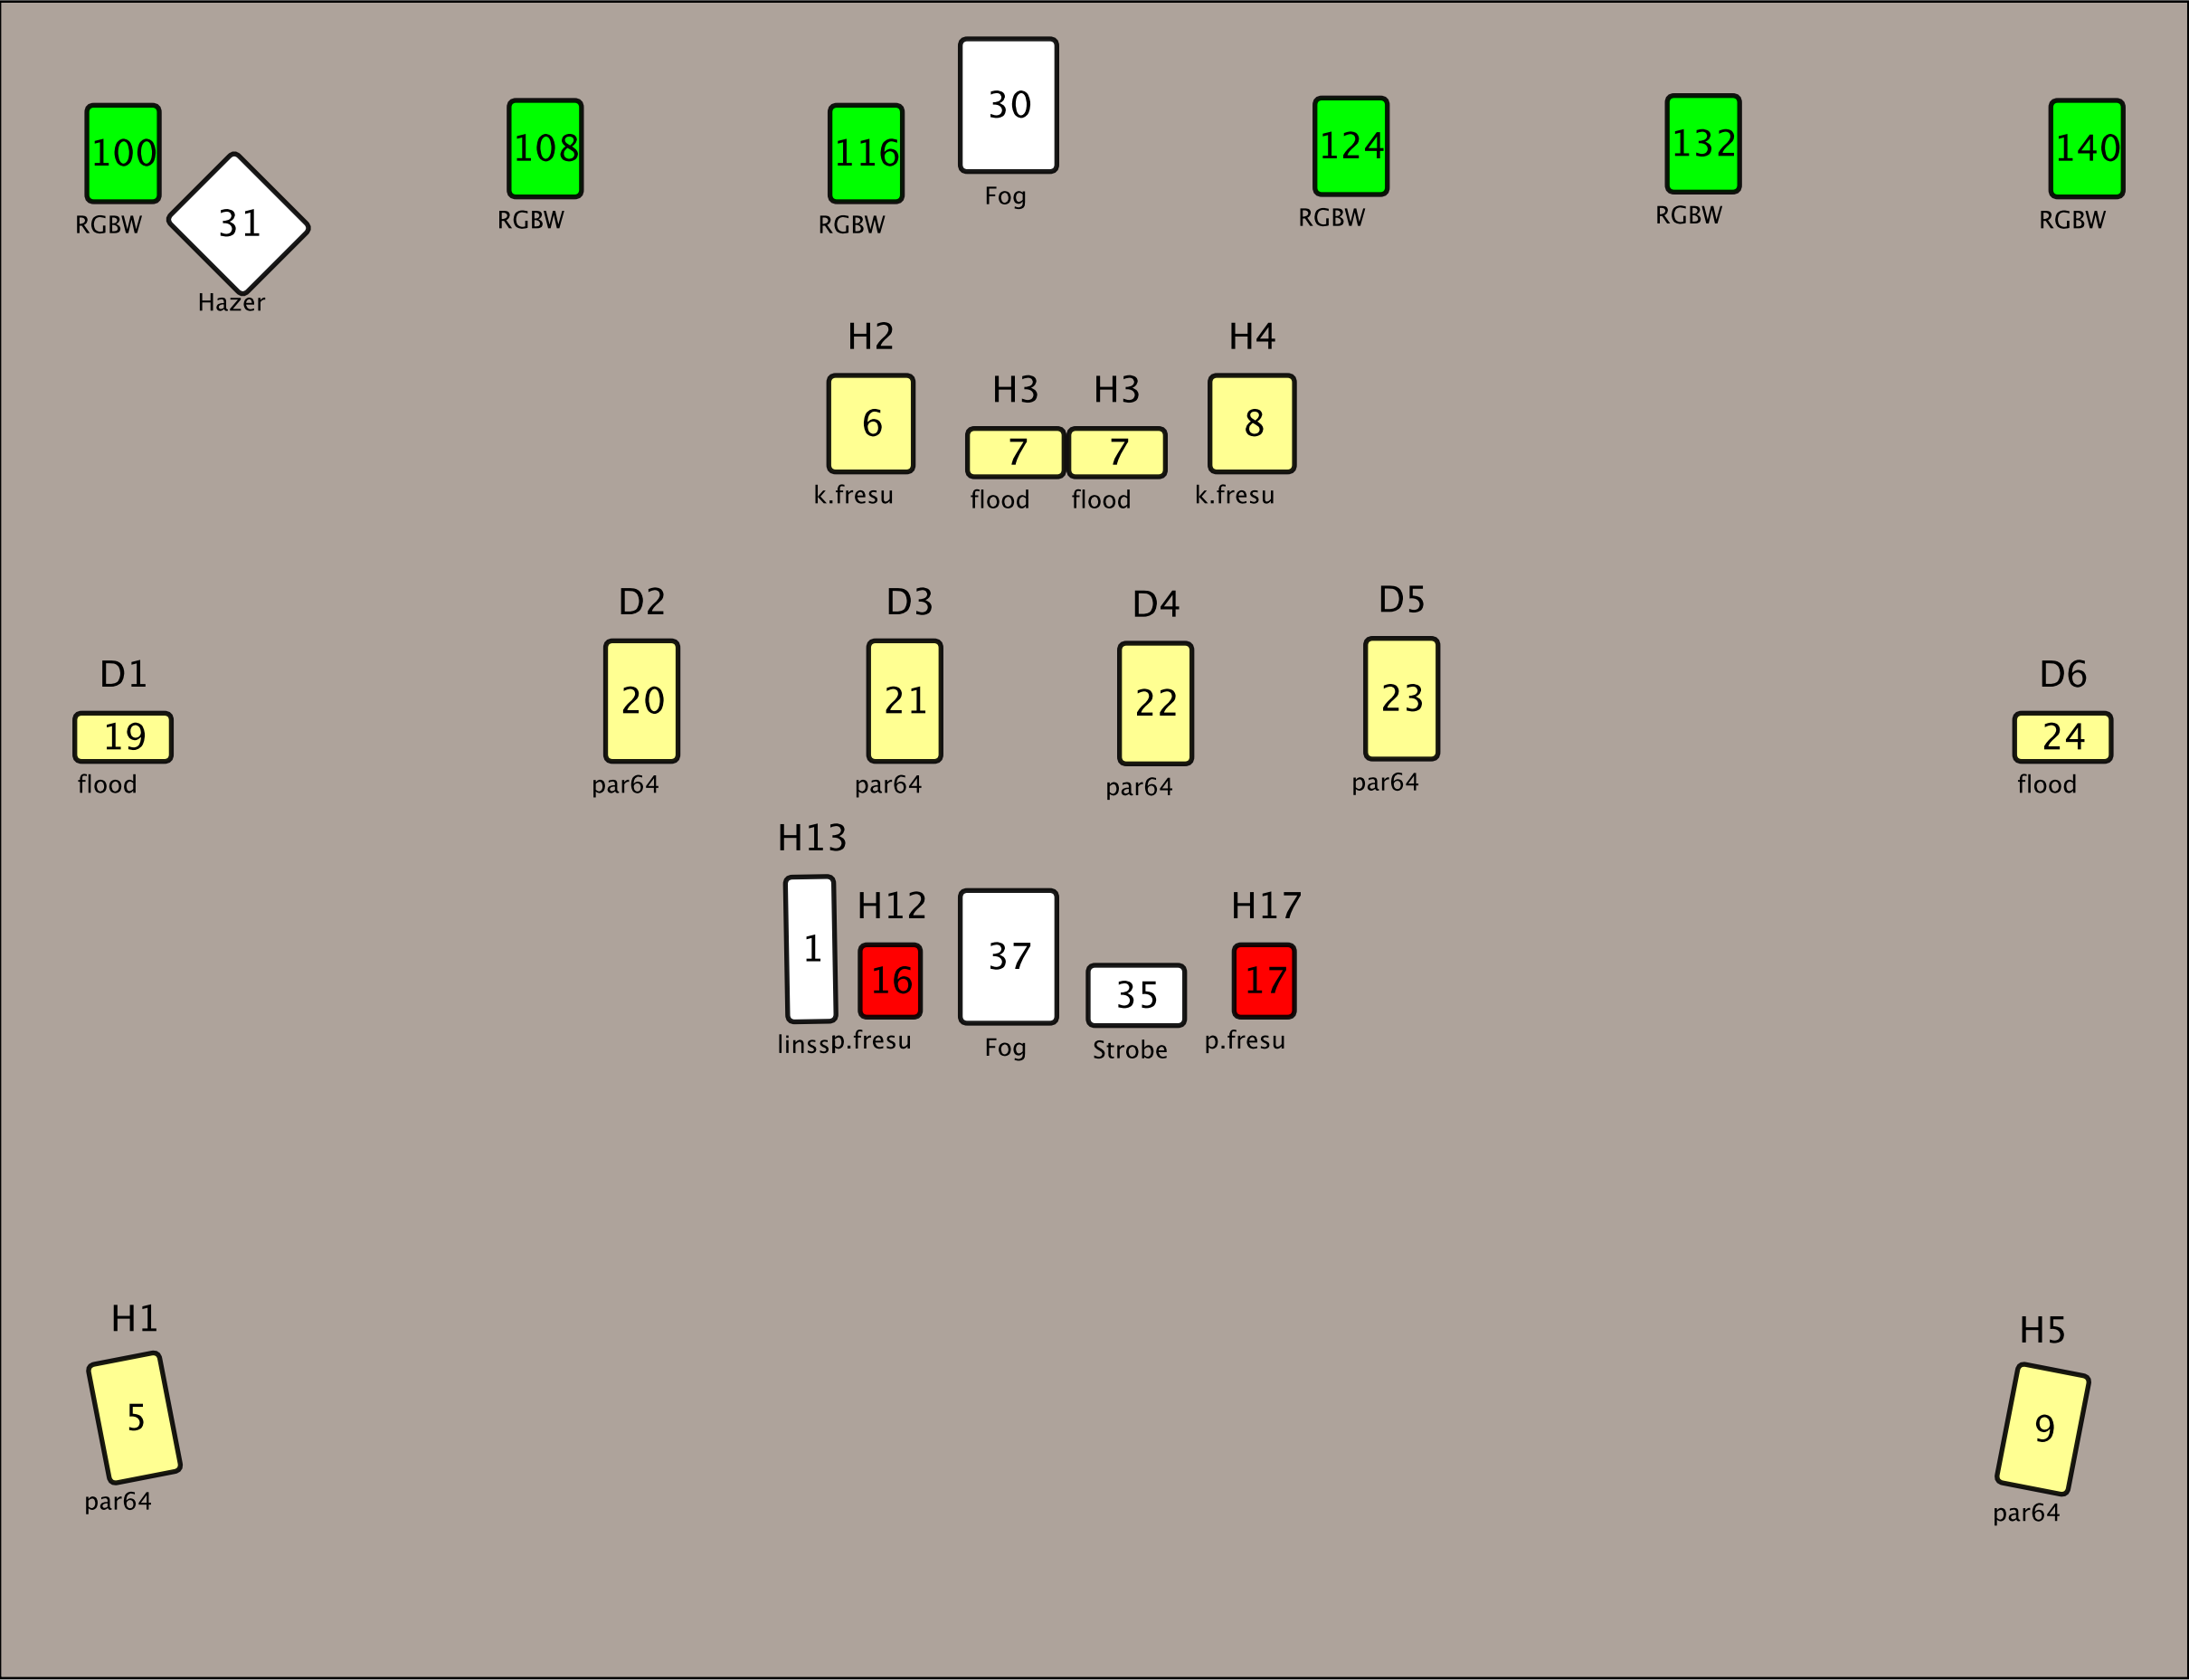 30
100
108
116
124
132
140
Fog
RGBW
RGBW
RGBW
RGBW
RGBW
RGBW
31
Hazer
H2
H4
H3
H3
6
7
7
8
k.fresu
flood
flood
k.fresu
D2
D3
D4
D5
D1
D6
20
21
22
23
19
24
par64
par64
par64
par64
flood
flood
H13
H12
H17
1
16
37
35
17
linss
p.fresu
Fog
Strobe
p.fresu
H1
H5
5
9
par64
par64